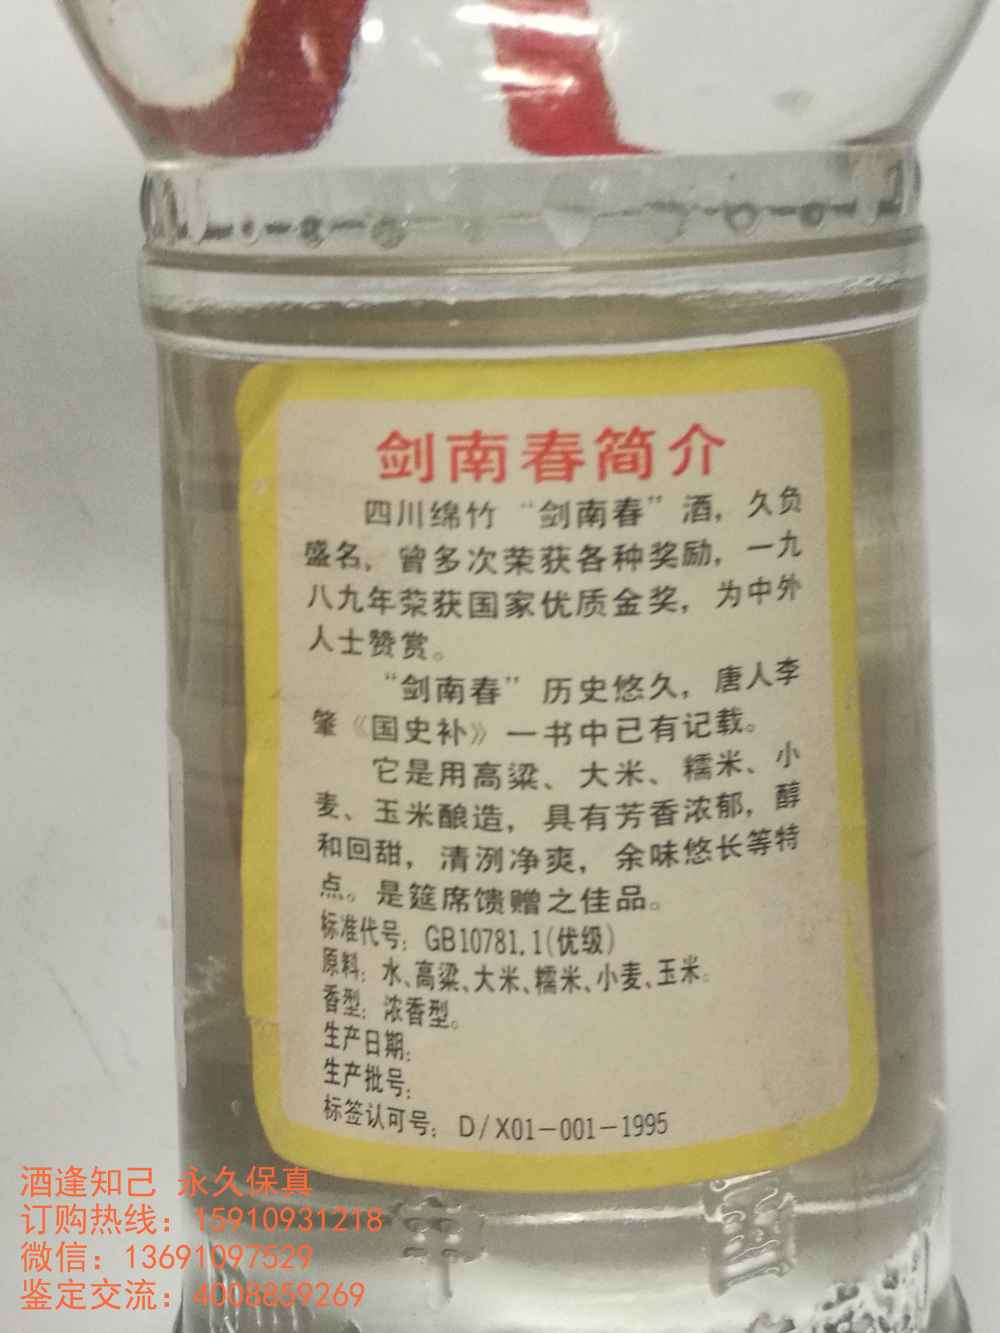 剑南春简介
四川绵竹“剑南春”酒，久负
盛名，曾多次荣获各种奖励，一九
八九年荣获国家优质金奖，为中外
人士赞赏。
“剑南春”历史悠久，唐人李
肇《国史补》一书中已有记载。
它是用高粱、大米、糯米、小
麦、玉米酿造，具有芳香浓郁，醇
和回甜，清洌净爽，余味悠长等特
点。是筵席馈赠之佳品。
标准代号：GB10781.1(优级)
原料：水、高粱、大米、糯米、小麦、玉米。
香型：浓香型。
生产日期：
生产批号：
标签认可号：D/X01-001-1995
中国
酒逢知己 永久保真
订购热线：15910931218
微信：13691097529
鉴定交流：4008859269